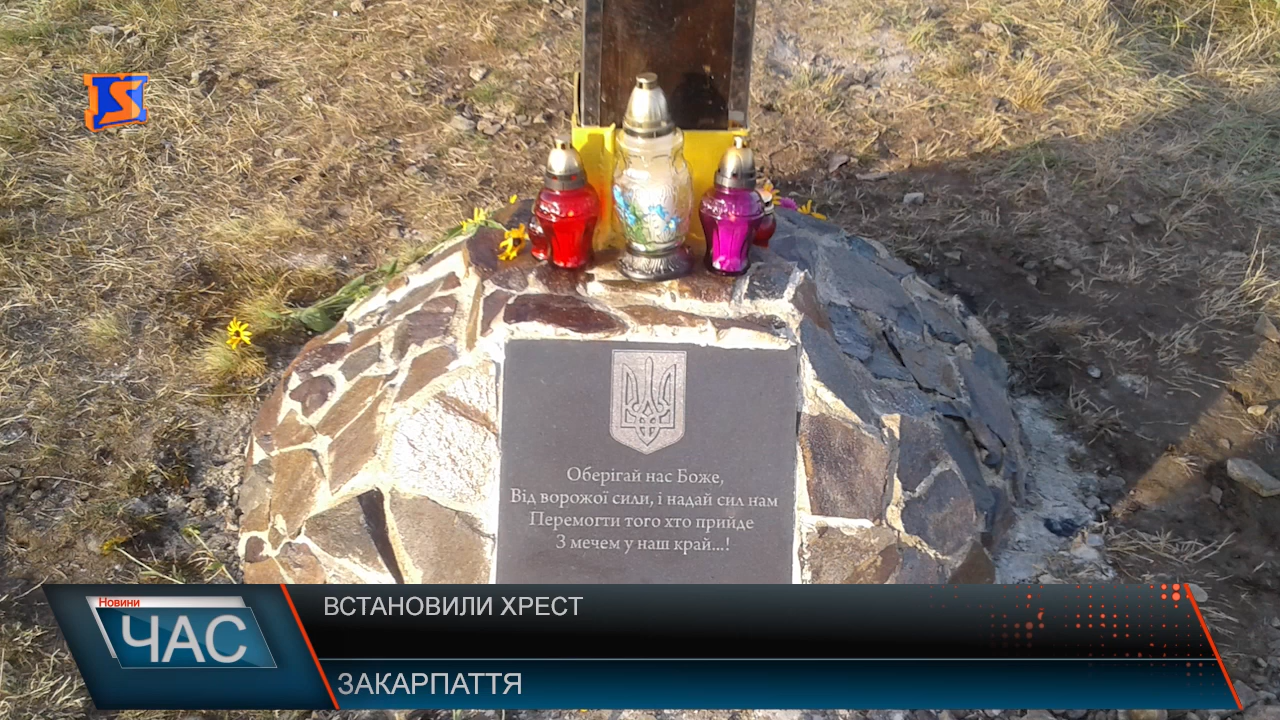 Оберігай нас Боже,
Від ворожої сили, і надай сил нам
Перемогти того хто прийде
З мечем у наш край...!
Новини
ЧАС
ВСТАНОВИЛИ ХРЕСТ
ЗАКАРПАТТЯ